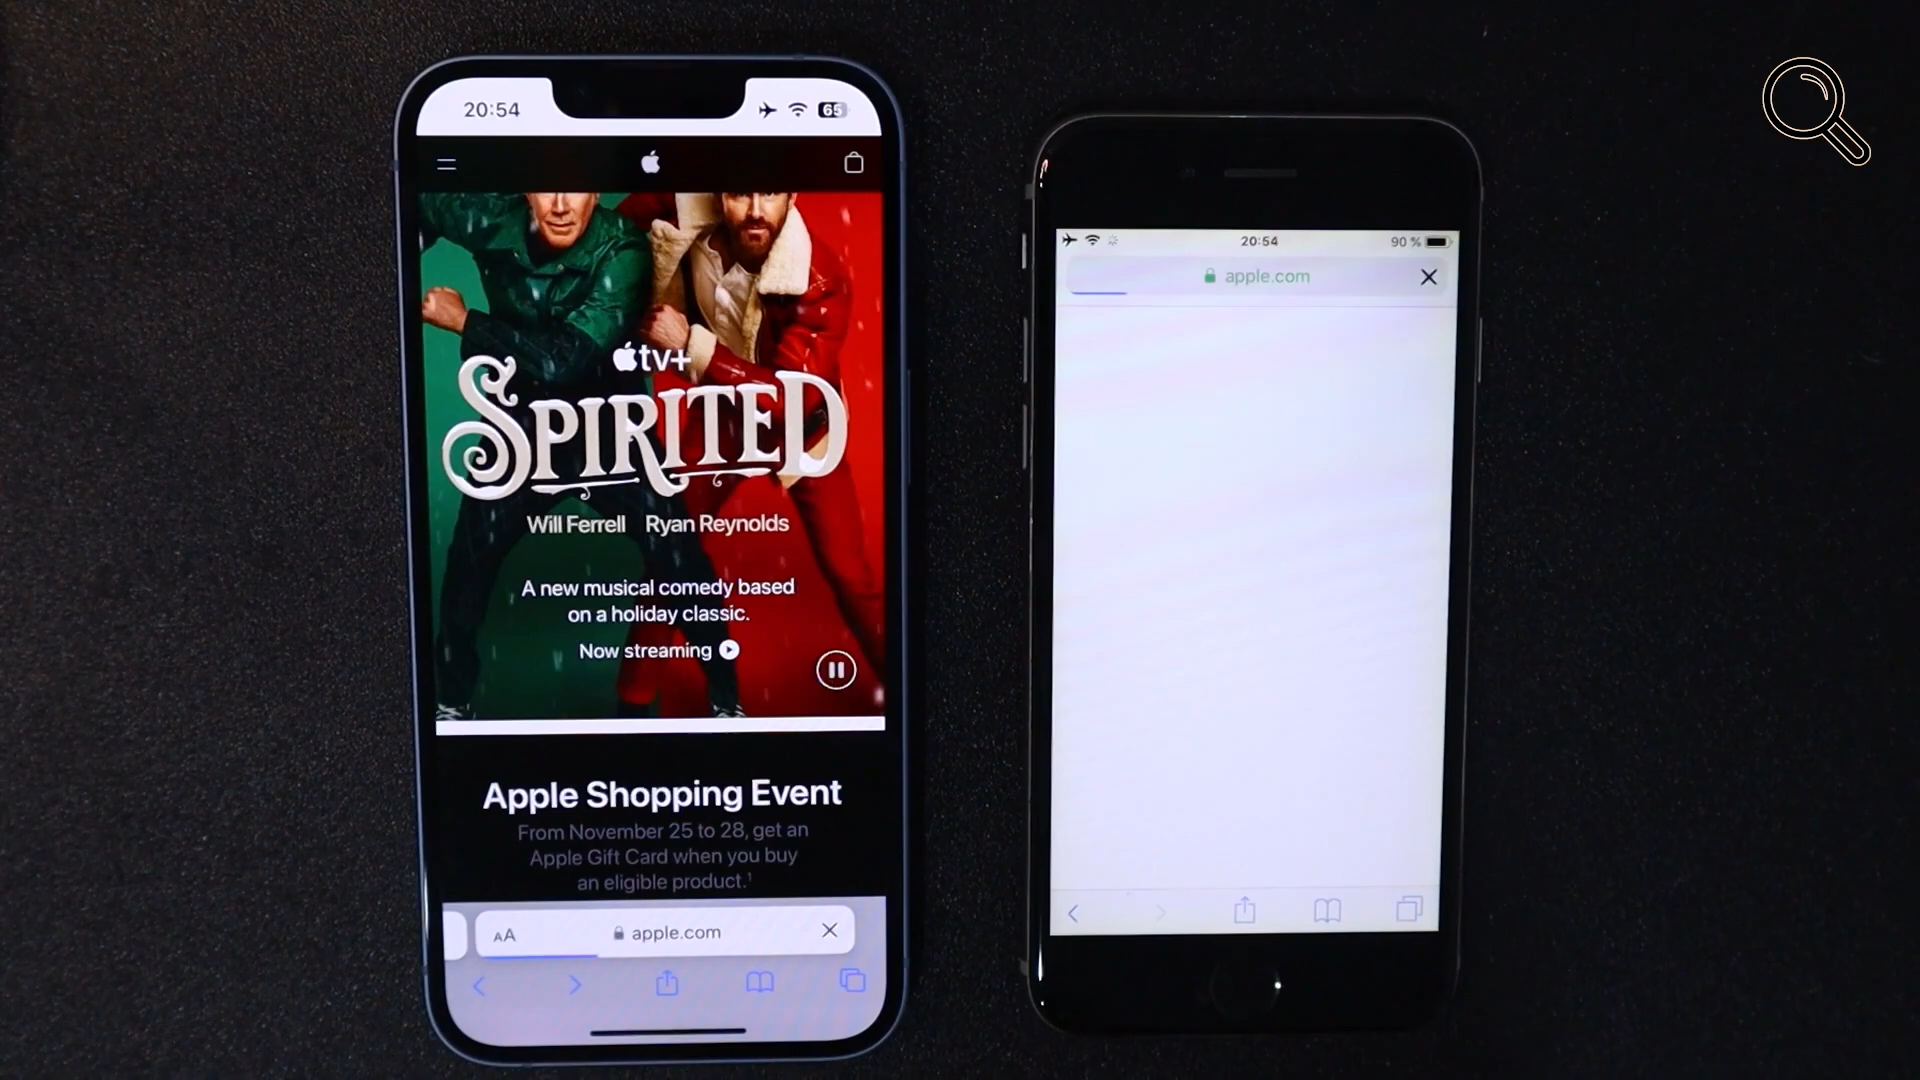 20:54
65
tv+
SPIRITED
Will Ferrell Ryan Reynolds
A new musical comedy based
on a holiday classic.
Now streaming
Apple Shopping Event
From November 25 to 28, get an
Apple Gift Card when you buy
an eligible product.¹
AA apple.com
20:54
90 %
apple.com